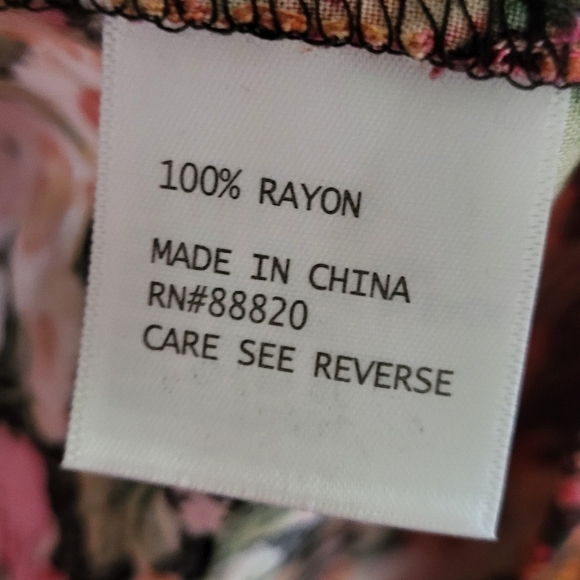 100% RAYON
MADE IN CHINA
RN#88820
CARE SEE REVERSE